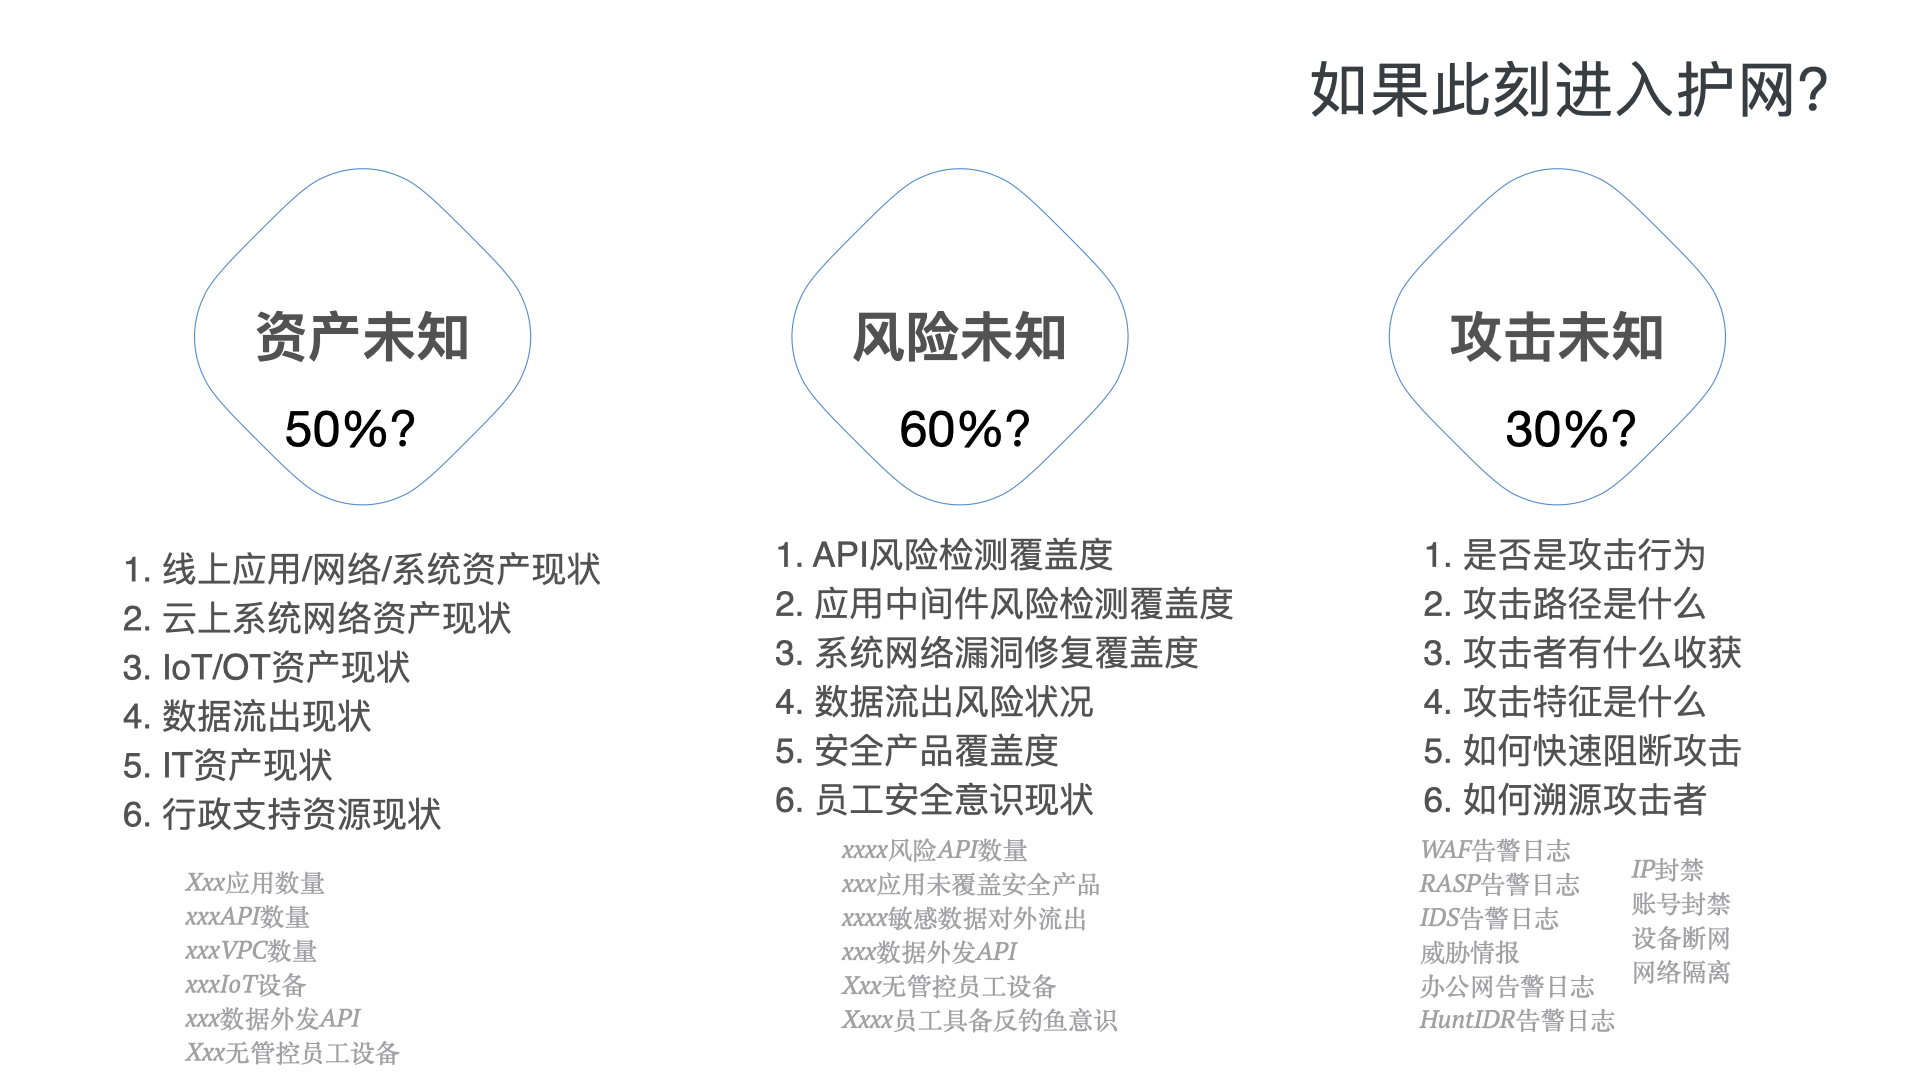 如果此刻进入护网?
资产未知
50%?
1. 线上应用/网络/系统资产现状
2. 云上系统网络资产现状
3. IoT/OT资产现状
4. 数据流出现状
5. IT资产现状
6. 行政支持资源现状
Xxx应用数量
xxxAPI数量
xxxVPC数量
xxxIoT设备
xxx数据外发API
Xxx无管控员工设备
风险未知
60%?
1. API风险检测覆盖度
2. 应用中间件风险检测覆盖度
3. 系统网络漏洞修复覆盖度
4. 数据流出风险状况
5. 安全产品覆盖度
6. 员工安全意识现状
xxxx风险API数量
xxx应用未覆盖安全产品
xxxx敏感数据对外流出
xxx数据外发API
Xxx无管控员工设备
Xxxx员工具备反钓鱼意识
攻击未知
30%?
1. 是否是攻击行为
2. 攻击路径是什么
3. 攻击者有什么收获
4. 攻击特征是什么
5. 如何快速阻断攻击
6. 如何溯源攻击者
WAF告警日志
RASP告警日志
IDS告警日志
威胁情报
办公网告警日志
HuntIDR告警日志
IP封禁
账号封禁
设备断网
网络隔离